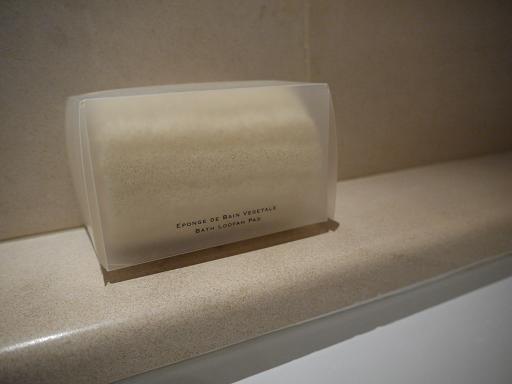 Eponge de Bain Vegetale
Bath Loofah Pad